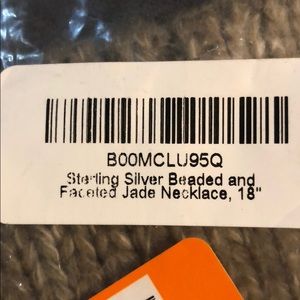 B00MCLU95Q
Sterling Silver Beaded and
Faceted Jade Necklace, 18"